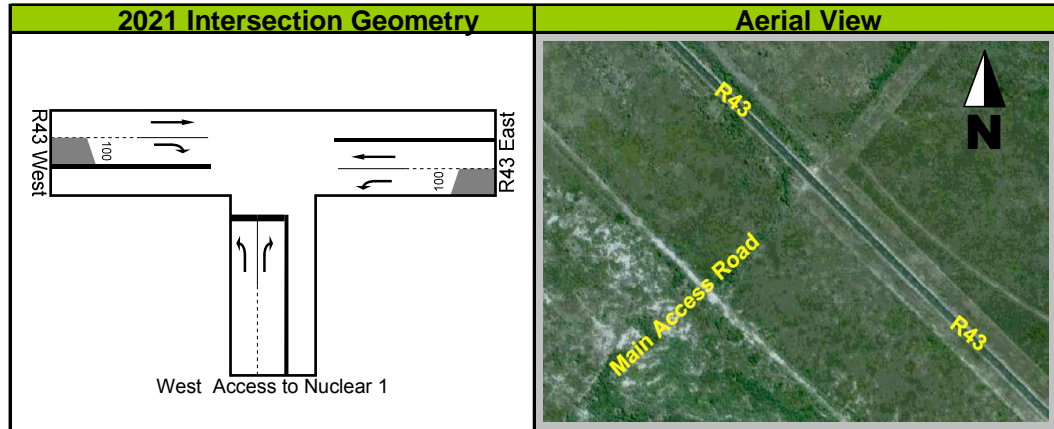 2021 Intersection Geometry
Aerial View
R43 West
100
100
R43 East
West Access to Nuclear 1
R43
N
Main Access Road
R43